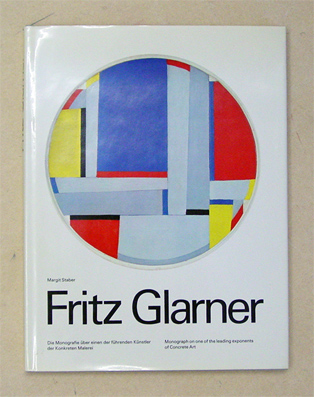 Margit Staber
Fritz Glarner
Die Monografie über einen der führenden Künstler
der Konkreten Malerei
Monograph on one of the leading exponents
of Concrete Art